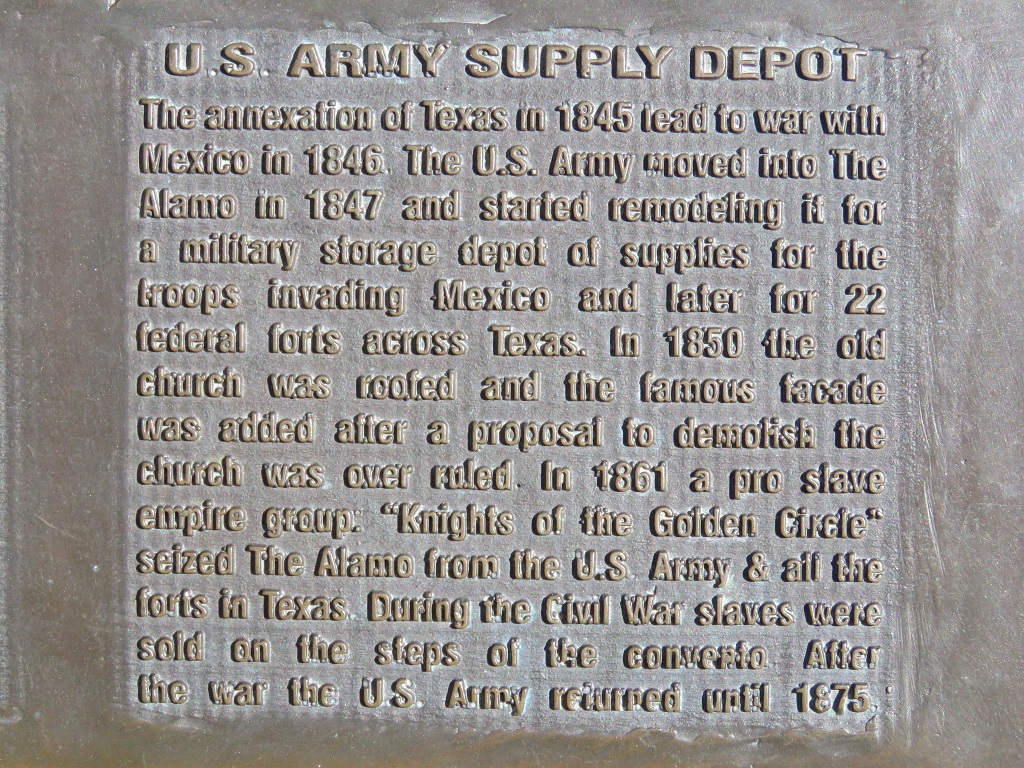 U.S. ARMY SUPPLY DEPOT
The annexation of Texas in 1845 lead to war with
Mexico in 1846. The U.S. Army moved into The
Alamo in 1847 and started remodeling it for
a military storage depot of supplies for the
troops invading Mexico and later for 22
federal forts across Texas. In 1850 the old
church was roofed and the famous facade
was added after a proposal to demolish the
church was over ruled. In 1861 a pro slave
empire group: "Knights of the Golden Circle"
seized The Alamo from the U.S. Army & all the
forts in Texas. During the Civil War slaves were
sold on the steps of the convento. After
the war the U.S. Army returned until 1875.